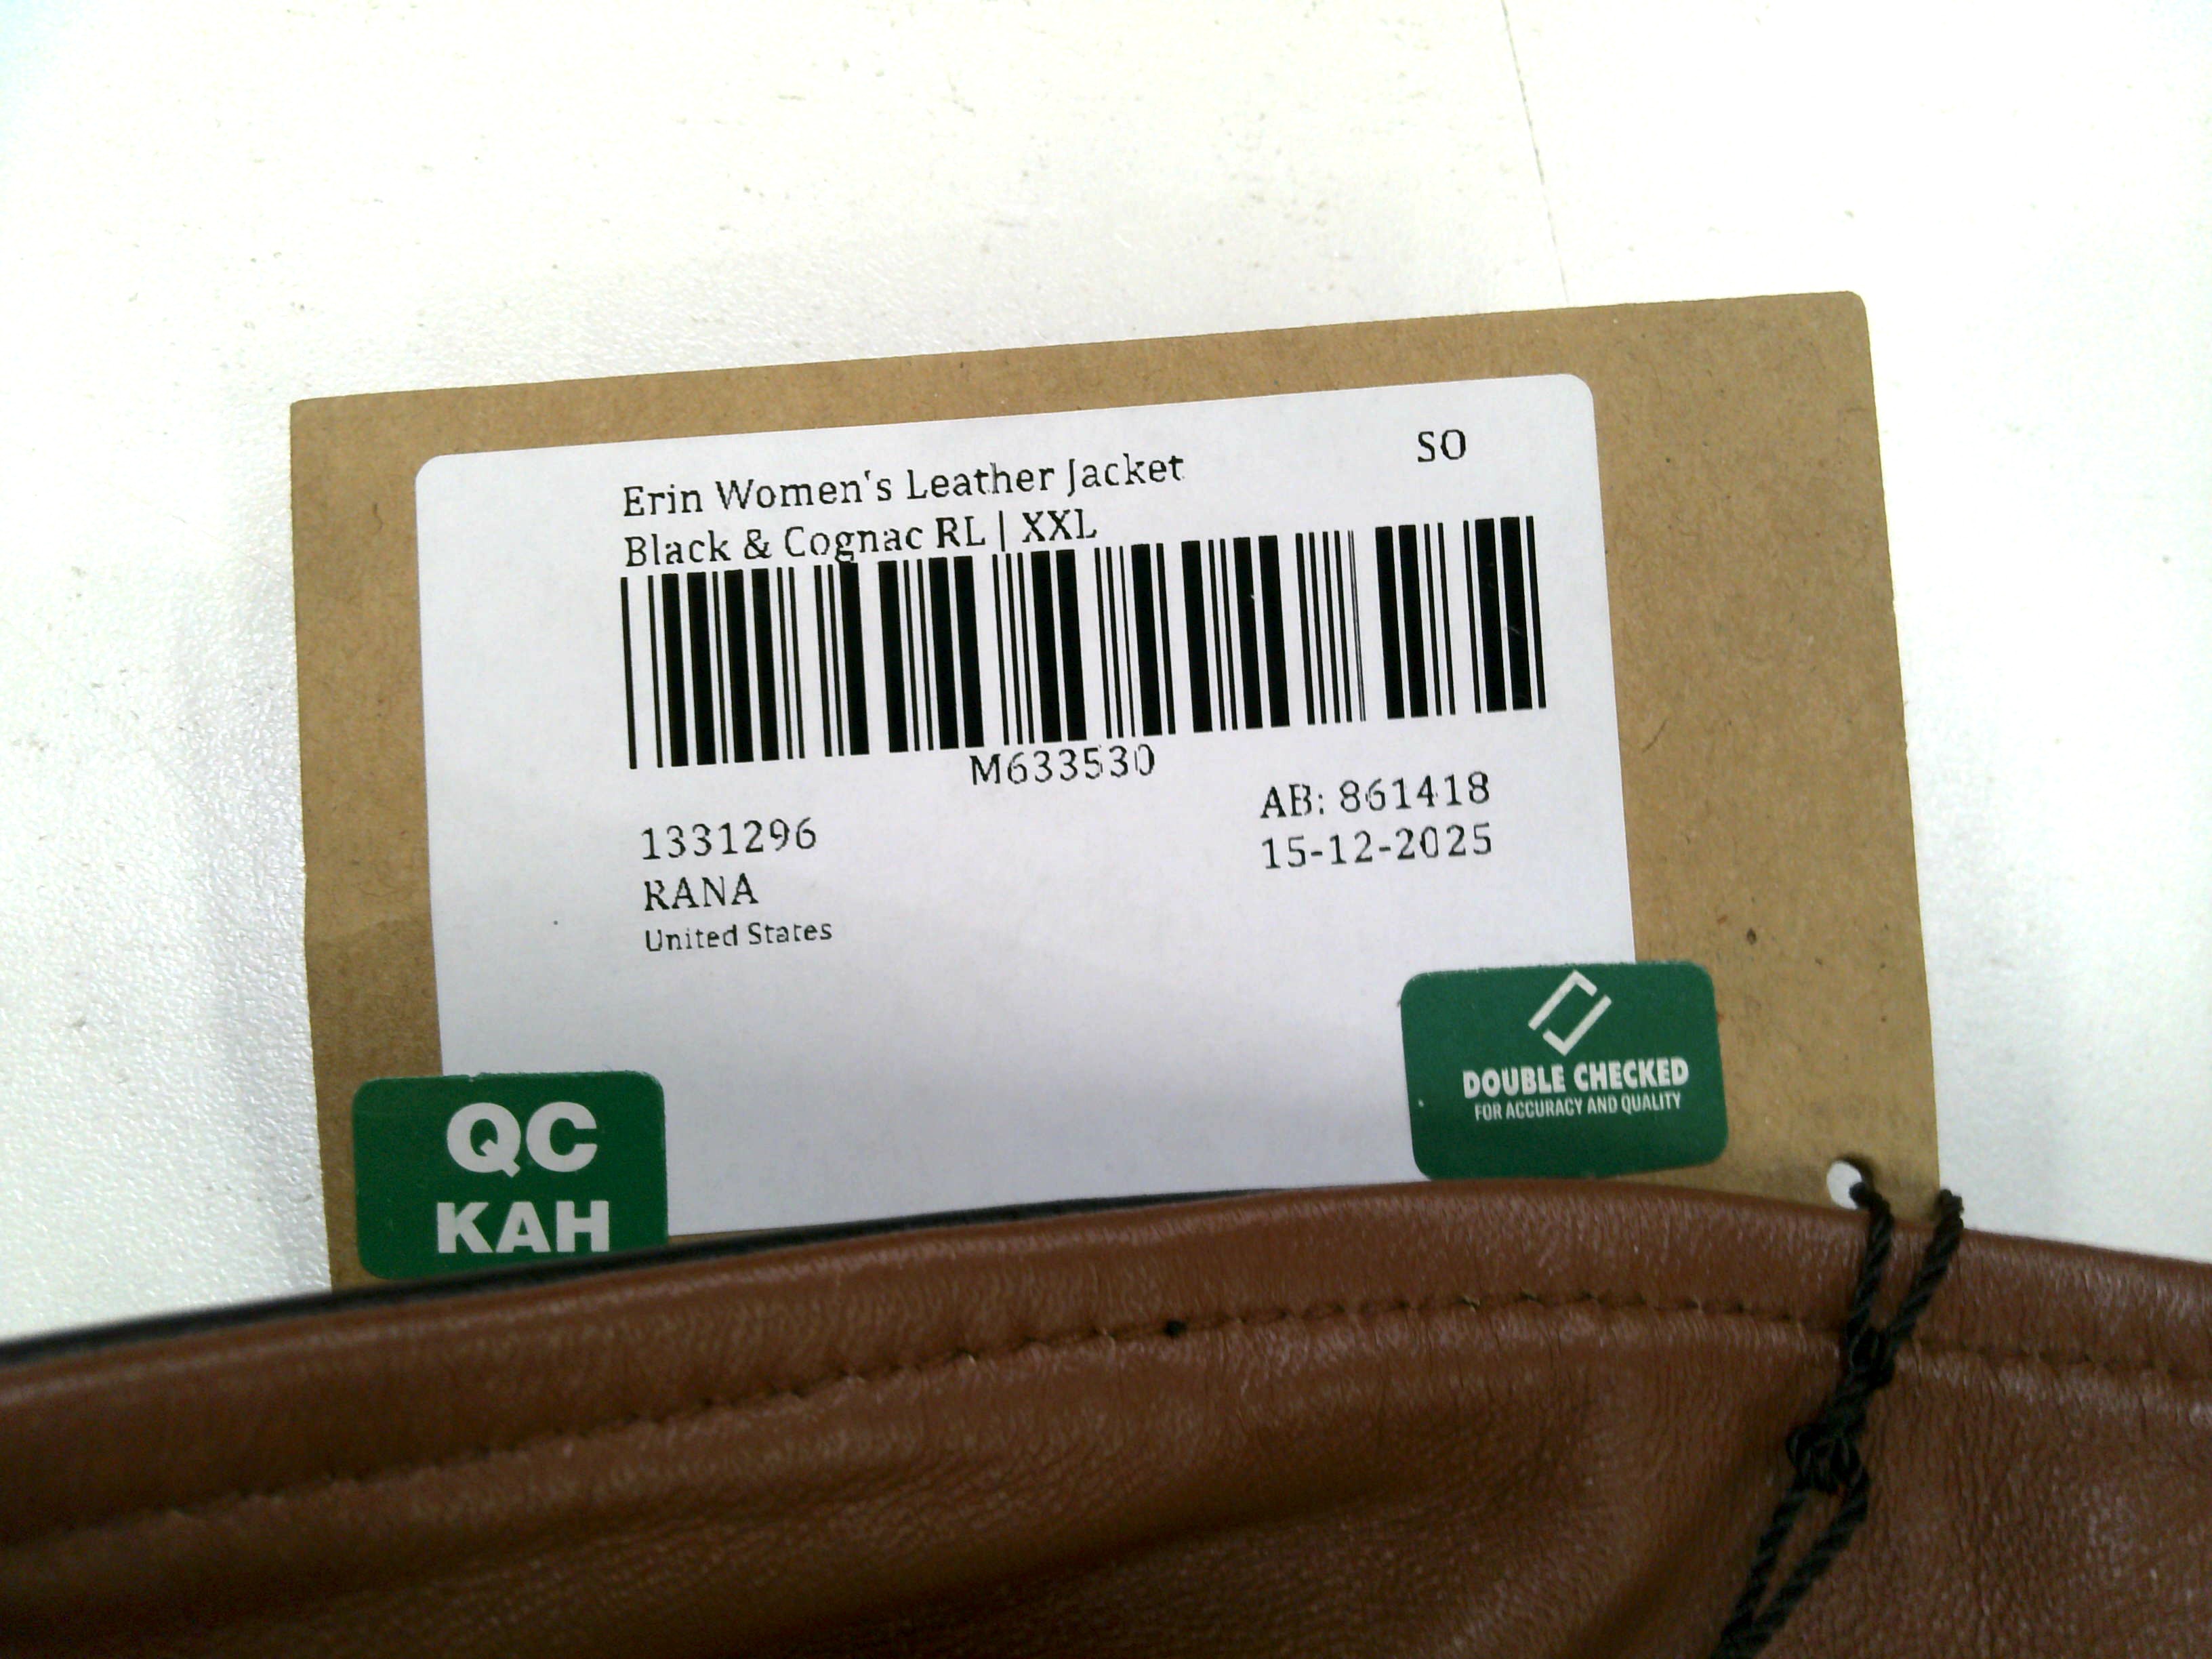 SO
Erin Women's Leather Jacket
Black & Cognac RL | XXL
M633530
AB: 861418
1331296
15-12-2025
RANA
United States
DOUBLE CHECKED
FOR ACCURACY AND QUALITY
QC
KAH